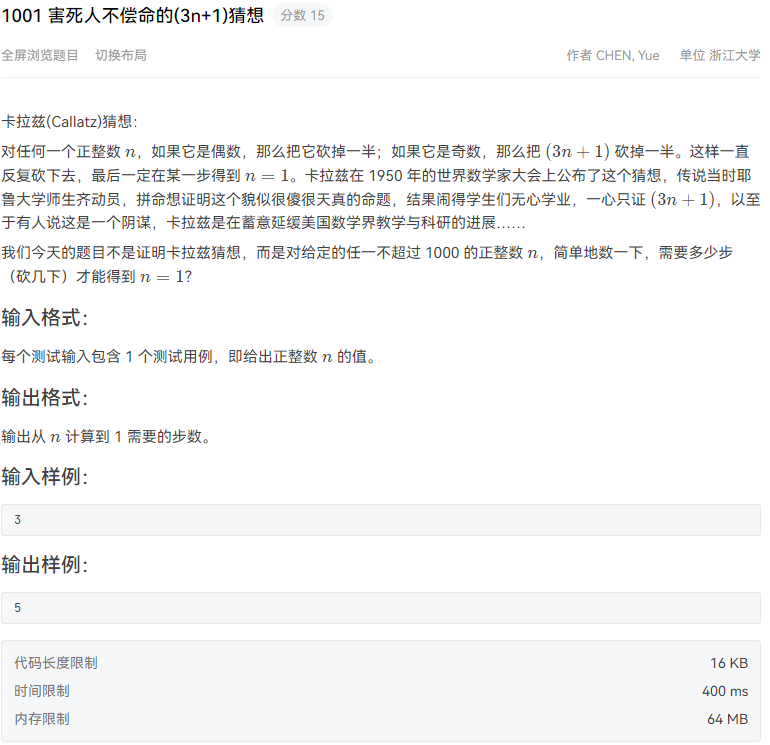 1001 害死人不偿命的(3n+1)猜想 分数 15
全屏浏览题目 切换布局 作者 CHEN, Yue 单位 浙江大学
卡拉兹(Callatz)猜想：
对任何一个正整数 n，如果它是偶数，那么把它砍掉一半；如果它是奇数，那么把 (3n + 1) 砍掉一半。这样一直
反复砍下去，最后一定在某一步得到 n = 1。卡拉兹在 1950 年的世界数学家大会上公布了这个猜想，传说当时耶
鲁大学师生齐动员，拼命想证明这个貌似很傻很天真的命题，结果闹得学生们无心学业，一心只证 (3n + 1)，以至
于有人说这是一个阴谋，卡拉兹是在蓄意延缓美国数学界教学与科研的进展……
我们今天的题目不是证明卡拉兹猜想，而是对给定的任一不超过 1000 的正整数 n，简单地数一下，需要多少步
（砍几下）才能得到 n = 1？
输入格式：
每个测试输入包含 1 个测试用例，即给出正整数 n 的值。
输出格式：
输出从 n 计算到 1 需要的步数。
输入样例：
3
输出样例：
5
代码长度限制 16 KB
时间限制 400 ms
内存限制 64 MB